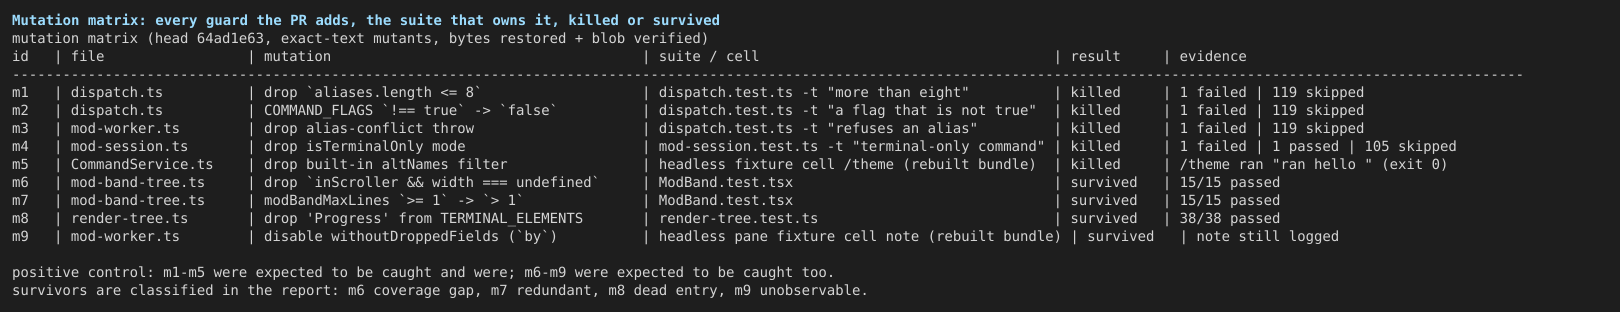 Mutation matrix: every guard the PR adds, the suite that owns it, killed or survived
mutation matrix (head 64ad1e63, exact-text mutants, bytes restored + blob verified)
id   | file                   | mutation                                     | suite / cell                                   | result     | evidence
------------------------------------------------------------------------------------------------------------------------------------------------------------------------------------
m1   | dispatch.ts            | drop `aliases.length <= 8`                   | dispatch.test.ts -t "more than eight"          | killed     | 1 failed | 119 skipped
m2   | dispatch.ts            | COMMAND_FLAGS `!== true` -> `false`          | dispatch.test.ts -t "a flag that is not true"  | killed     | 1 failed | 119 skipped
m3   | mod-worker.ts          | drop alias-conflict throw                    | dispatch.test.ts -t "refuses an alias"         | killed     | 1 failed | 119 skipped
m4   | mod-session.ts         | drop isTerminalOnly mode                     | mod-session.test.ts -t "terminal-only command" | killed     | 1 failed | 1 passed | 105 skipped
m5   | CommandService.ts      | drop built-in altNames filter                | headless fixture cell /theme (rebuilt bundle)  | killed     | /theme ran "ran hello " (exit 0)
m6   | mod-band-tree.ts       | drop `inScroller && width === undefined`     | ModBand.test.tsx                               | survived   | 15/15 passed
m7   | mod-band-tree.ts       | modBandMaxLines `>= 1` -> `> 1`              | ModBand.test.tsx                               | survived   | 15/15 passed
m8   | render-tree.ts         | drop 'Progress' from TERMINAL_ELEMENTS       | render-tree.test.ts                            | survived   | 38/38 passed
m9   | mod-worker.ts          | disable withoutDroppedFields (`by`)          | headless pane fixture cell note (rebuilt bundle) | survived   | note still logged
positive control: m1-m5 were expected to be caught and were; m6-m9 were expected to be caught too.
survivors are classified in the report: m6 coverage gap, m7 redundant, m8 dead entry, m9 unobservable.